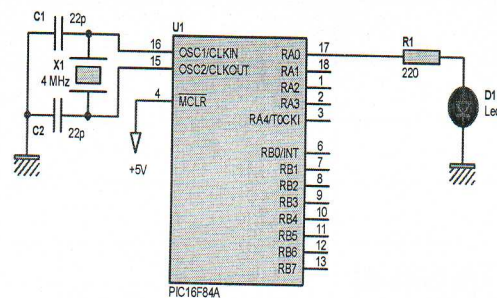 C1
22p
X1
4 MHz
C2
22p
+5V
U1
16
OSC1/CLKIN
15
OSC2/CLKOUT
4
MCLR
RA0
17
RA1
18
RA2
1
RA3
2
RA4/T0CKI
3
RB0/INT
6
RB1
7
RB2
8
RB3
9
RB4
10
RB5
11
RB6
12
RB7
13
PIC16F84A
R1
220
D1
Led